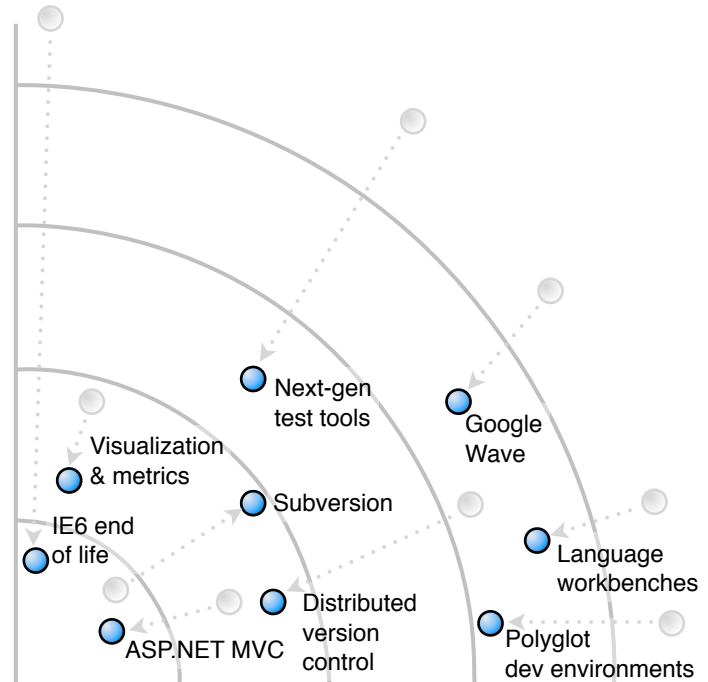 Next-gen
test tools
Google
Wave
Visualization
& metrics
Subversion
IE6 end
of life
Language
workbenches
Distributed
version
control
ASP.NET MVC
Polyglot
dev environments